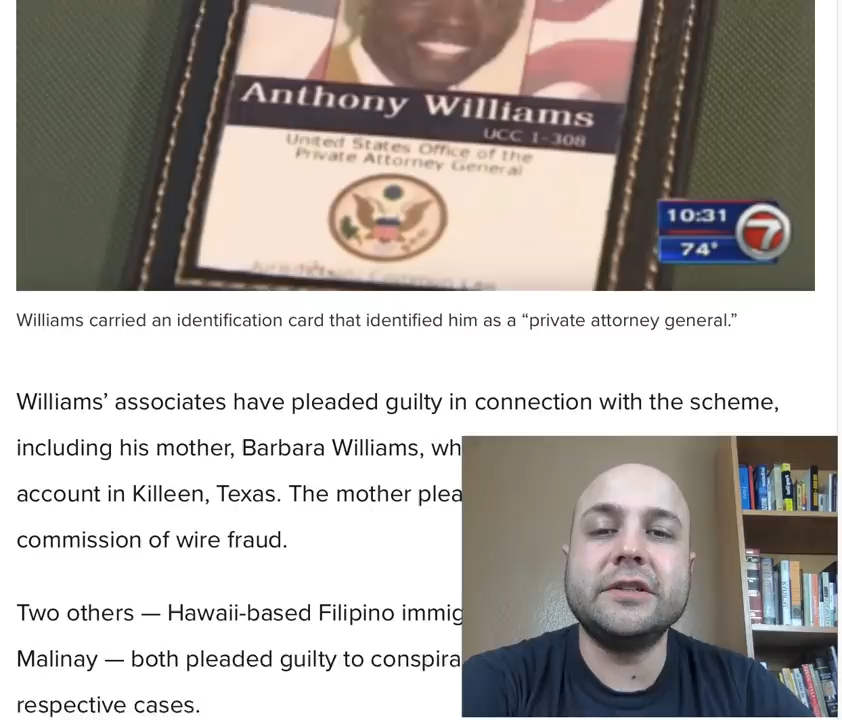 Anthony Williams
UCC 1-308
United States Office of the
Private Attorney General
10:31
7
74°
Williams carried an identification card that identified him as a “private attorney general.”
Williams’ associates have pleaded guilty in connection with the scheme,
including his mother, Barbara Williams, wh
account in Killeen, Texas. The mother plea
commission of wire fraud.
Two others — Hawaii-based Filipino immig
Malinay — both pleaded guilty to conspira
respective cases.